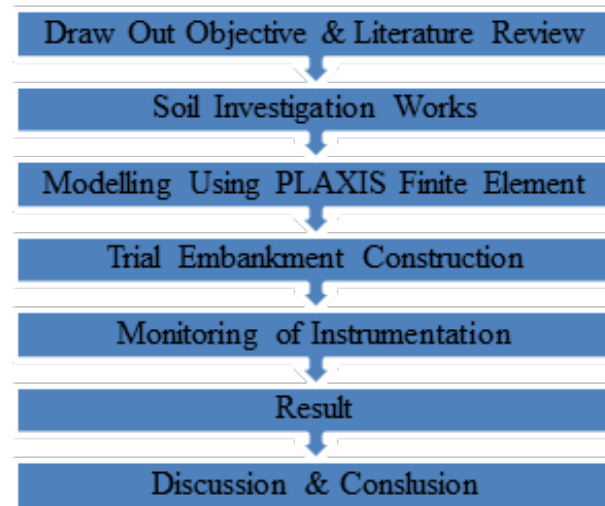 Draw Out Objective & Literature Review
Soil Investigation Works
Modelling Using PLAXIS Finite Element
Trial Embankment Construction
Monitoring of Instrumentation
Result
Discussion & Conslusion